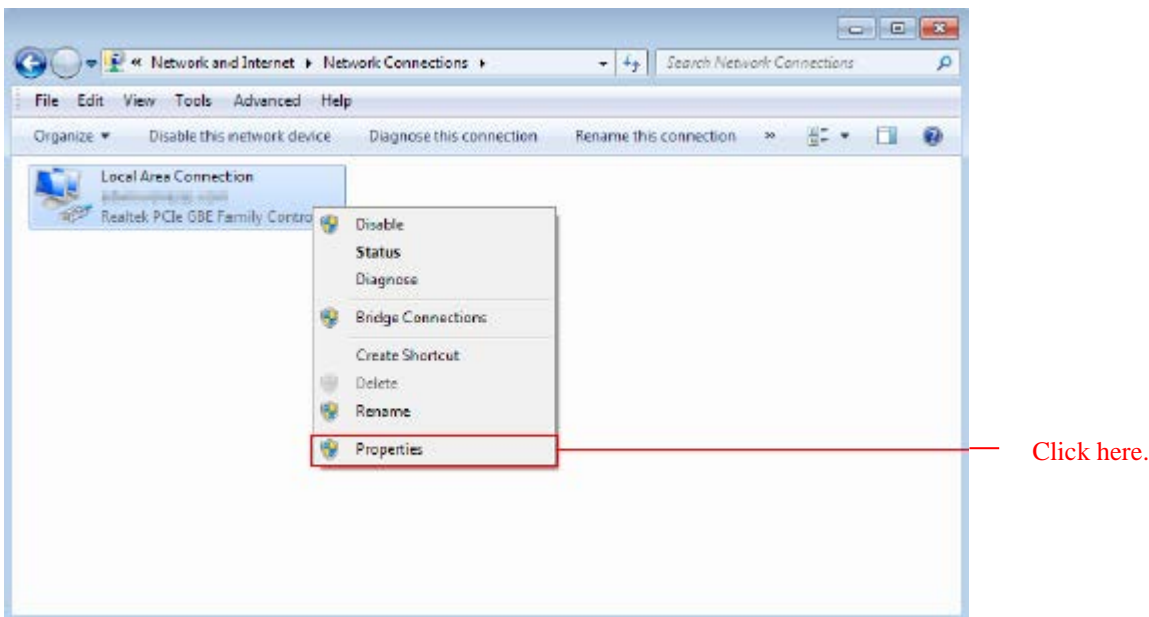 « Network and Internet ▸ Network Connections ▸
Search Network Connections
File Edit View Tools Advanced Help
Organize ▾ Disable this network device Diagnose this connection Rename this connection »
Local Area Connection
Realtek PCIe GBE Family Contro
Disable
Status
Diagnose
Bridge Connections
Create Shortcut
Delete
Rename
Properties
Click here.